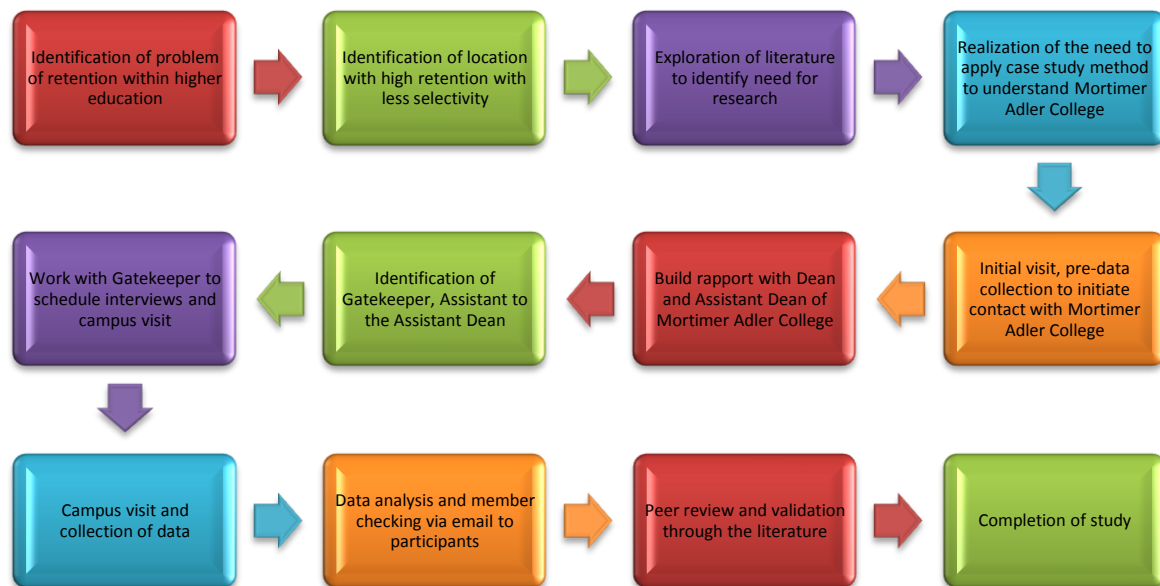 Identification of problem
of retention within higher
education
Identification of location
with high retention with
less selectivity
Exploration of literature
to identify need for
research
Realization of the need to
apply case study method
to understand Mortimer
Adler College
Initial visit, pre-data
collection to initiate
contact with Mortimer
Adler College
Build rapport with Dean
and Assistant Dean of
Mortimer Adler College
Identification of
Gatekeeper, Assistant to
the Assistant Dean
Work with Gatekeeper to
schedule interviews and
campus visit
Campus visit and
collection of data
Data analysis and member
checking via email to
participants
Peer review and validation
through the literature
Completion of study